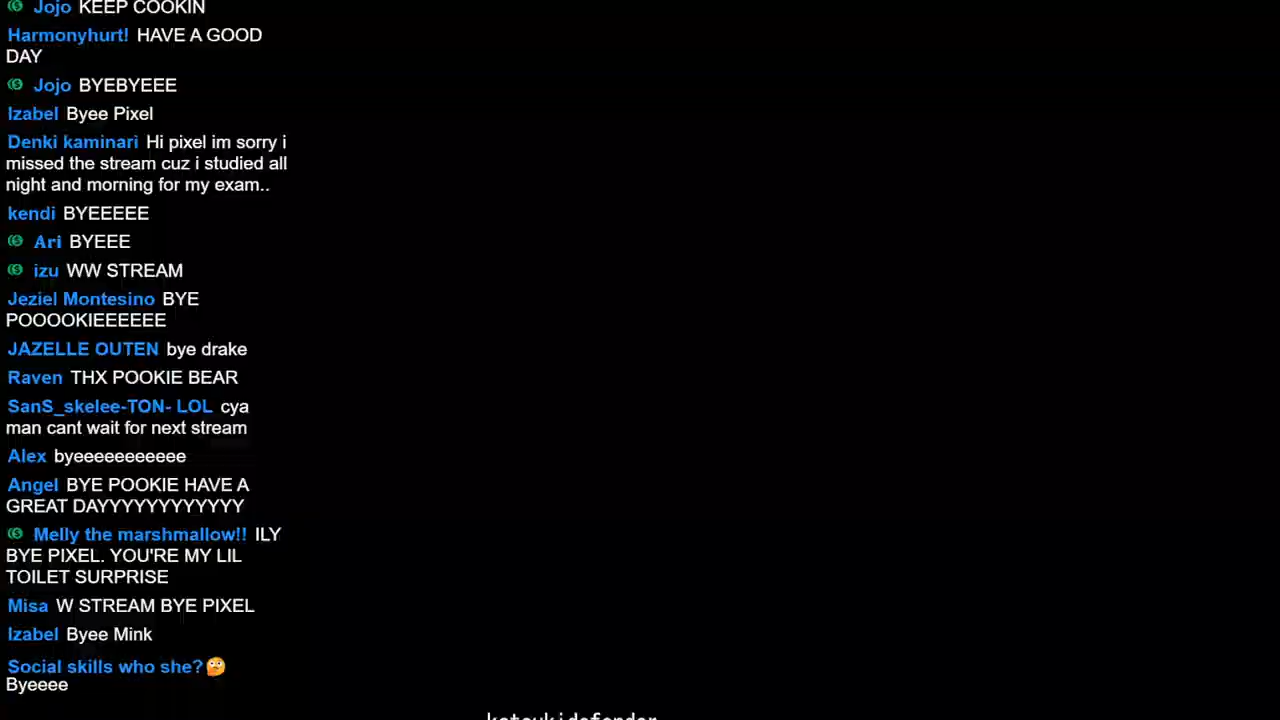 Jojo KEEP COOKIN
Harmonyhurt! HAVE A GOOD
DAY
Jojo BYEBYEEE
Izabel Byee Pixel
Denki kaminari Hi pixel im sorry i
missed the stream cuz i studied all
night and morning for my exam..
kendi BYEEEEE
Ari BYEEE
izu WW STREAM
Jeziel Montesino BYE
POOOOKIEEEEEE
JAZELLE OUTEN bye drake
Raven THX POOKIE BEAR
SanS_skelee-TON- LOL cya
man cant wait for next stream
Alex byeeeeeeeeeee
Angel BYE POOKIE HAVE A
GREAT DAYYYYYYYYYYY
Melly the marshmallow!! ILY
BYE PIXEL. YOU'RE MY LIL
TOILET SURPRISE
Misa W STREAM BYE PIXEL
Izabel Byee Mink
Social skills who she?🤔
Byeeee
katsukidefender